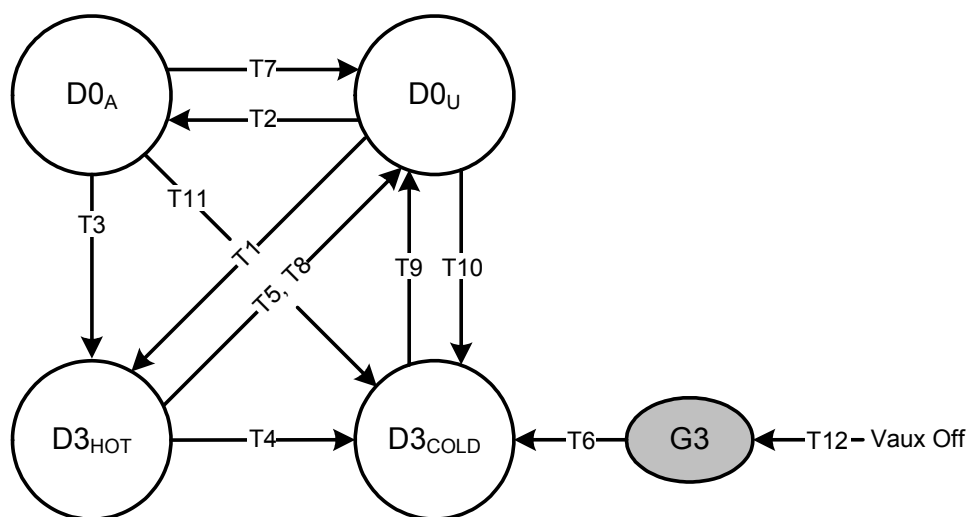 D0A
T7
D0U
T2
T11
T3
T1
T5, T8
T9
T10
D3HOT
T4
D3COLD
T6
G3
T12
Vaux Off